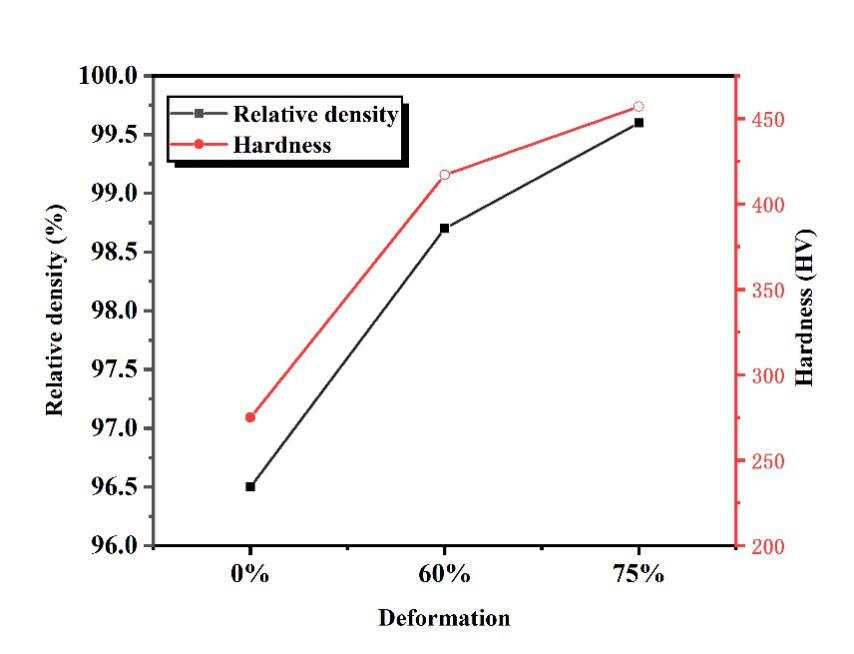 Relative density
Hardness
100.0
99.5
99.0
98.5
98.0
97.5
97.0
96.5
96.0
Relative density (%)
450
400
350
300
250
200
Hardness (HV)
0% 60% 75%
Deformation